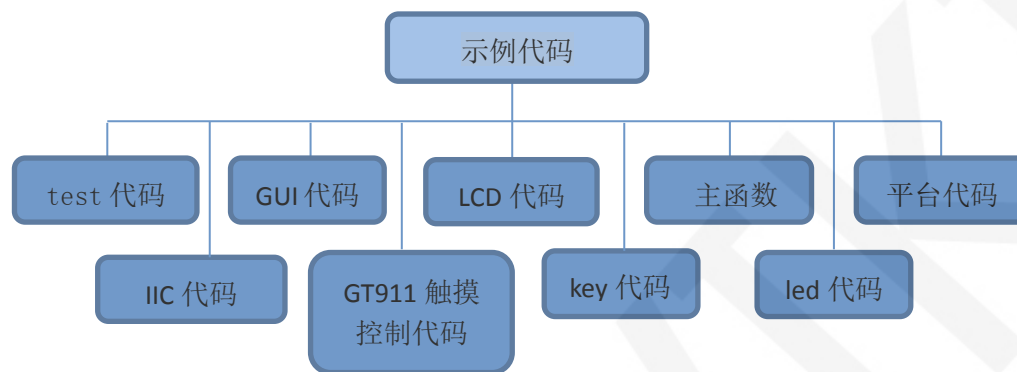 示例代码
test 代码
GUI 代码
LCD 代码
主函数
平台代码
IIC 代码
GT911 触摸
控制代码
key 代码
led 代码